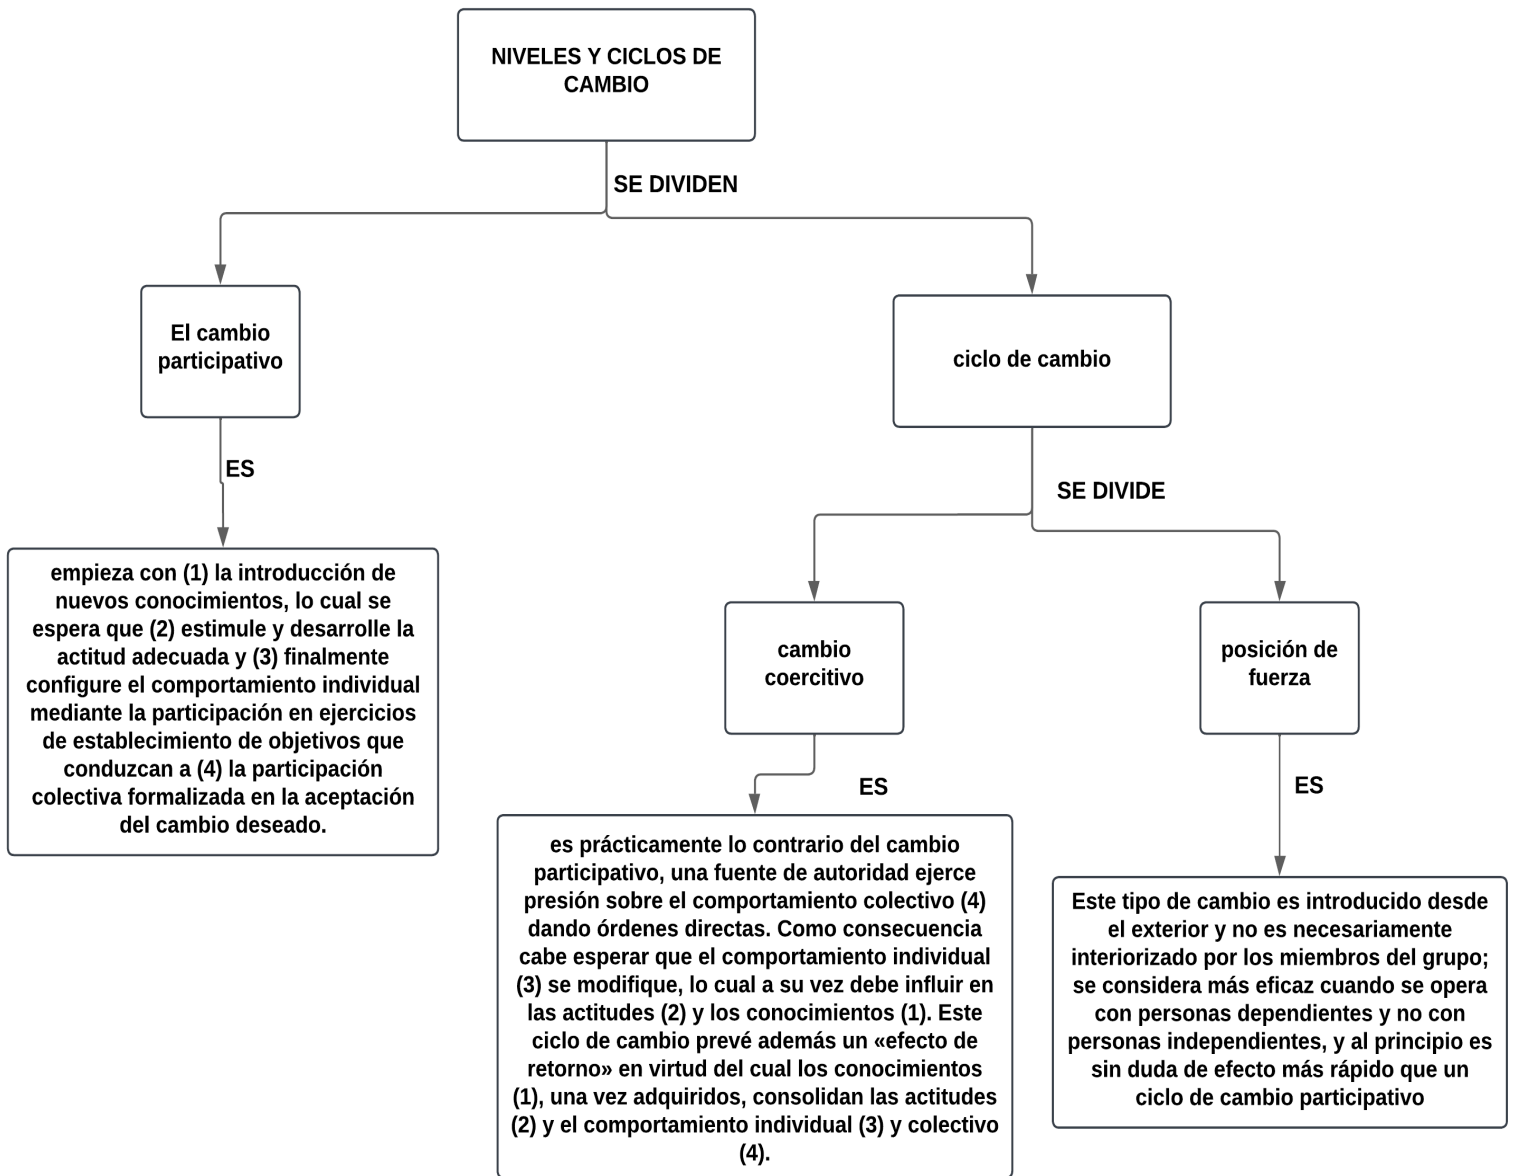 NIVELES Y CICLOS DE
CAMBIO
SE DIVIDEN
El cambio
participativo
ciclo de cambio
ES
SE DIVIDE
empieza con (1) la introducción de
nuevos conocimientos, lo cual se
espera que (2) estimule y desarrolle la
actitud adecuada y (3) finalmente
configure el comportamiento individual
mediante la participación en ejercicios
de establecimiento de objetivos que
conduzcan a (4) la participación
colectiva formalizada en la aceptación
del cambio deseado.
cambio
coercitivo
posición de
fuerza
ES
ES
es prácticamente lo contrario del cambio
participativo, una fuente de autoridad ejerce
presión sobre el comportamiento colectivo (4)
dando órdenes directas. Como consecuencia
cabe esperar que el comportamiento individual
(3) se modifique, lo cual a su vez debe influir en
las actitudes (2) y los conocimientos (1). Este
ciclo de cambio prevé además un «efecto de
retorno» en virtud del cual los conocimientos
(1), una vez adquiridos, consolidan las actitudes
(2) y el comportamiento individual (3) y colectivo
(4).
Este tipo de cambio es introducido desde
el exterior y no es necesariamente
interiorizado por los miembros del grupo;
se considera más eficaz cuando se opera
con personas dependientes y no con
personas independientes, y al principio es
sin duda de efecto más rápido que un
ciclo de cambio participativo